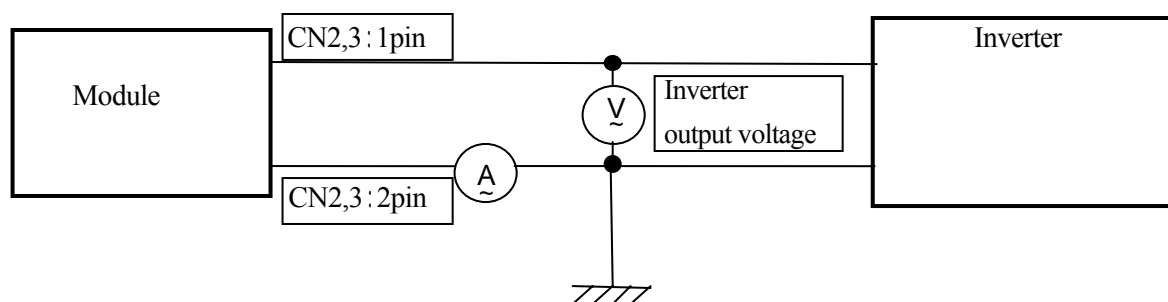 CN2,3:1pin
Inverter
Module
Inverter
output voltage
V
~
A
~
CN2,3:2pin